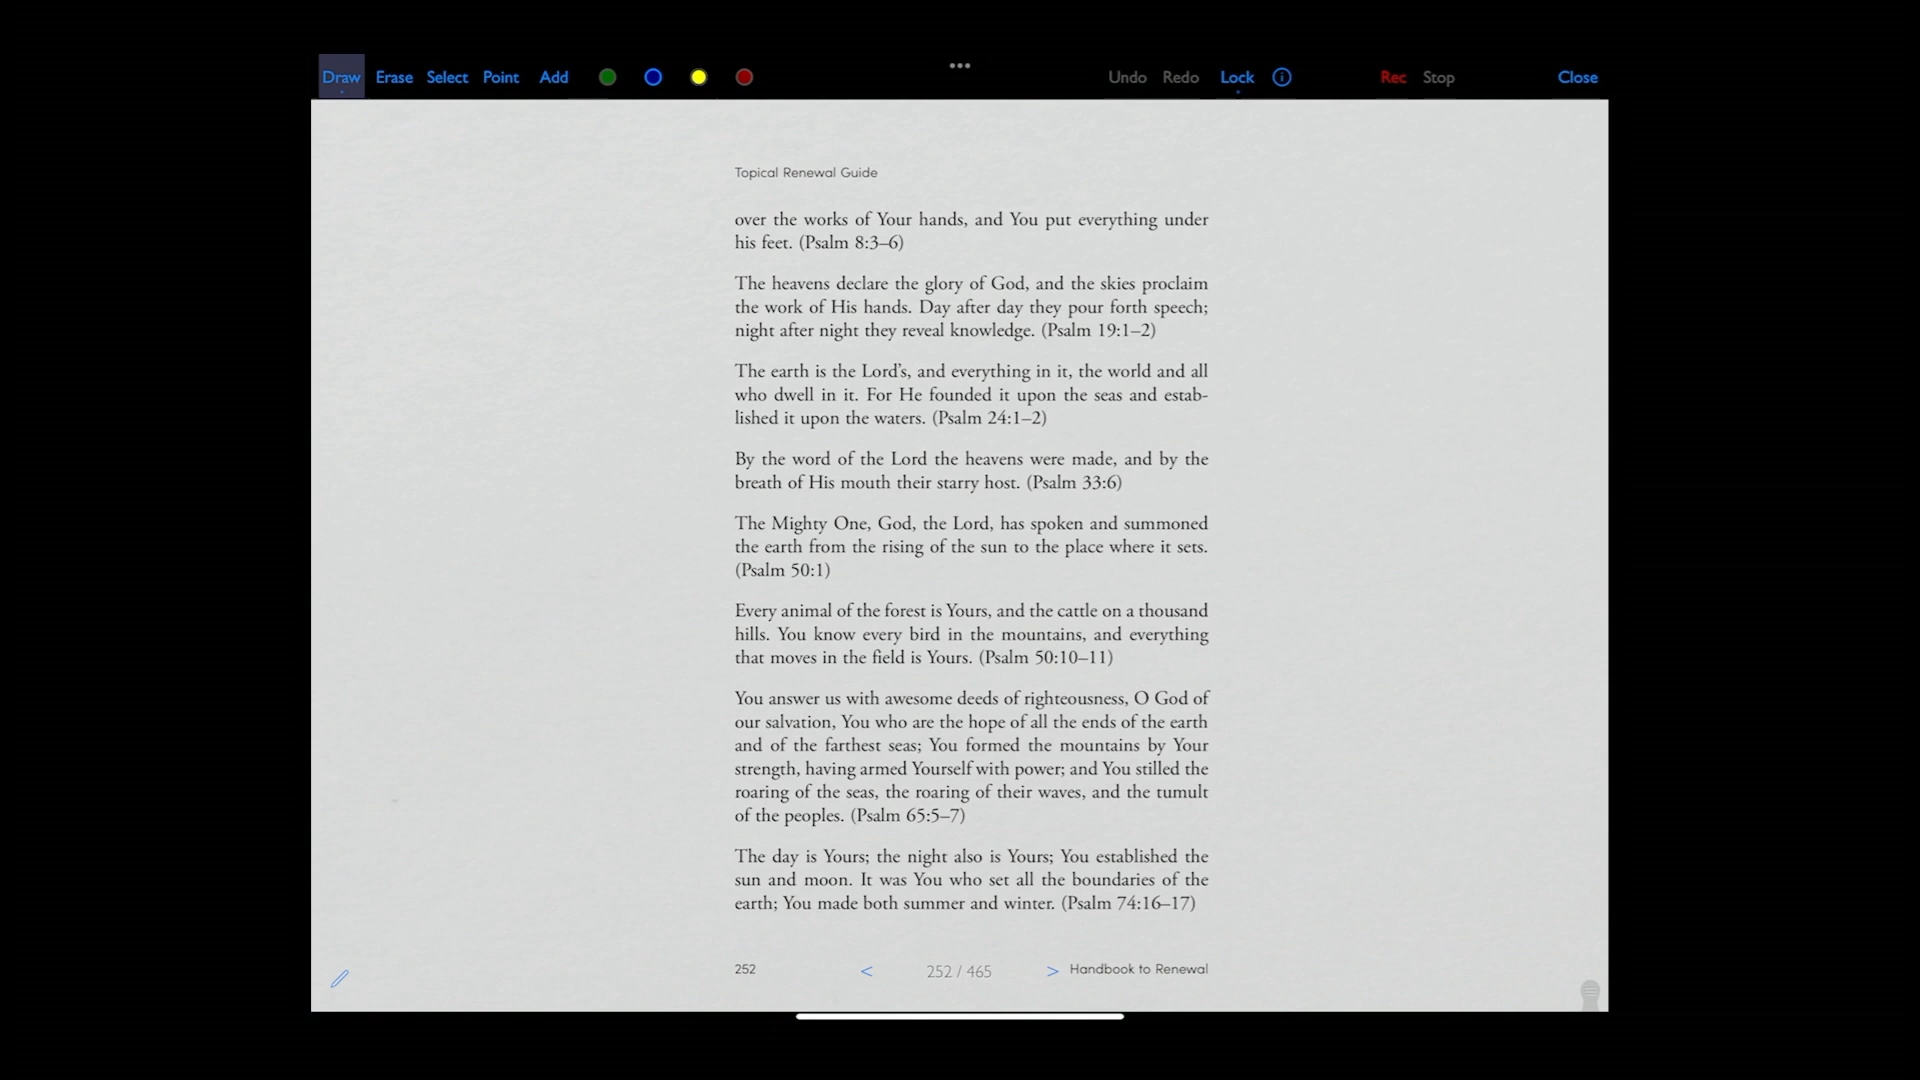 Draw Erase Select Point Add ••• Undo Redo Lock Rec Stop Close
Topical Renewal Guide
over the works of Your hands, and You put everything under
his feet. (Psalm 8:3–6)
The heavens declare the glory of God, and the skies proclaim
the work of His hands. Day after day they pour forth speech;
night after night they reveal knowledge. (Psalm 19:1–2)
The earth is the Lord’s, and everything in it, the world and all
who dwell in it. For He founded it upon the seas and estab-
lished it upon the waters. (Psalm 24:1–2)
By the word of the Lord the heavens were made, and by the
breath of His mouth their starry host. (Psalm 33:6)
The Mighty One, God, the Lord, has spoken and summoned
the earth from the rising of the sun to the place where it sets.
(Psalm 50:1)
Every animal of the forest is Yours, and the cattle on a thousand
hills. You know every bird in the mountains, and everything
that moves in the field is Yours. (Psalm 50:10–11)
You answer us with awesome deeds of righteousness, O God of
our salvation, You who are the hope of all the ends of the earth
and of the farthest seas; You formed the mountains by Your
strength, having armed Yourself with power; and You stilled the
roaring of the seas, the roaring of their waves, and the tumult
of the peoples. (Psalm 65:5–7)
The day is Yours; the night also is Yours; You established the
sun and moon. It was You who set all the boundaries of the
earth; You made both summer and winter. (Psalm 74:16–17)
252 < 252 / 465 > Handbook to Renewal